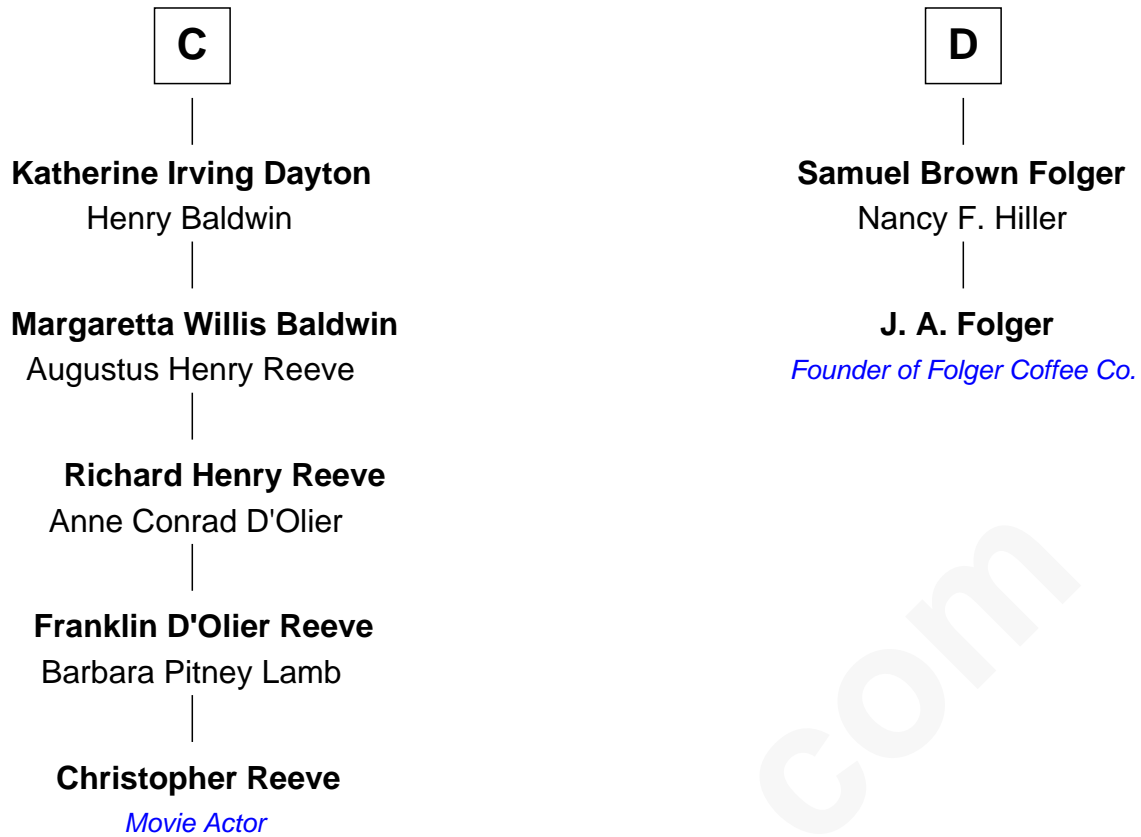 C
Katherine Irving Dayton
Henry Baldwin
Margaretta Willis Baldwin
Augustus Henry Reeve
Richard Henry Reeve
Anne Conrad D'Olier
Franklin D'Olier Reeve
Barbara Pitney Lamb
Christopher Reeve
Movie Actor
D
Samuel Brown Folger
Nancy F. Hiller
J. A. Folger
Founder of Folger Coffee Co.
com